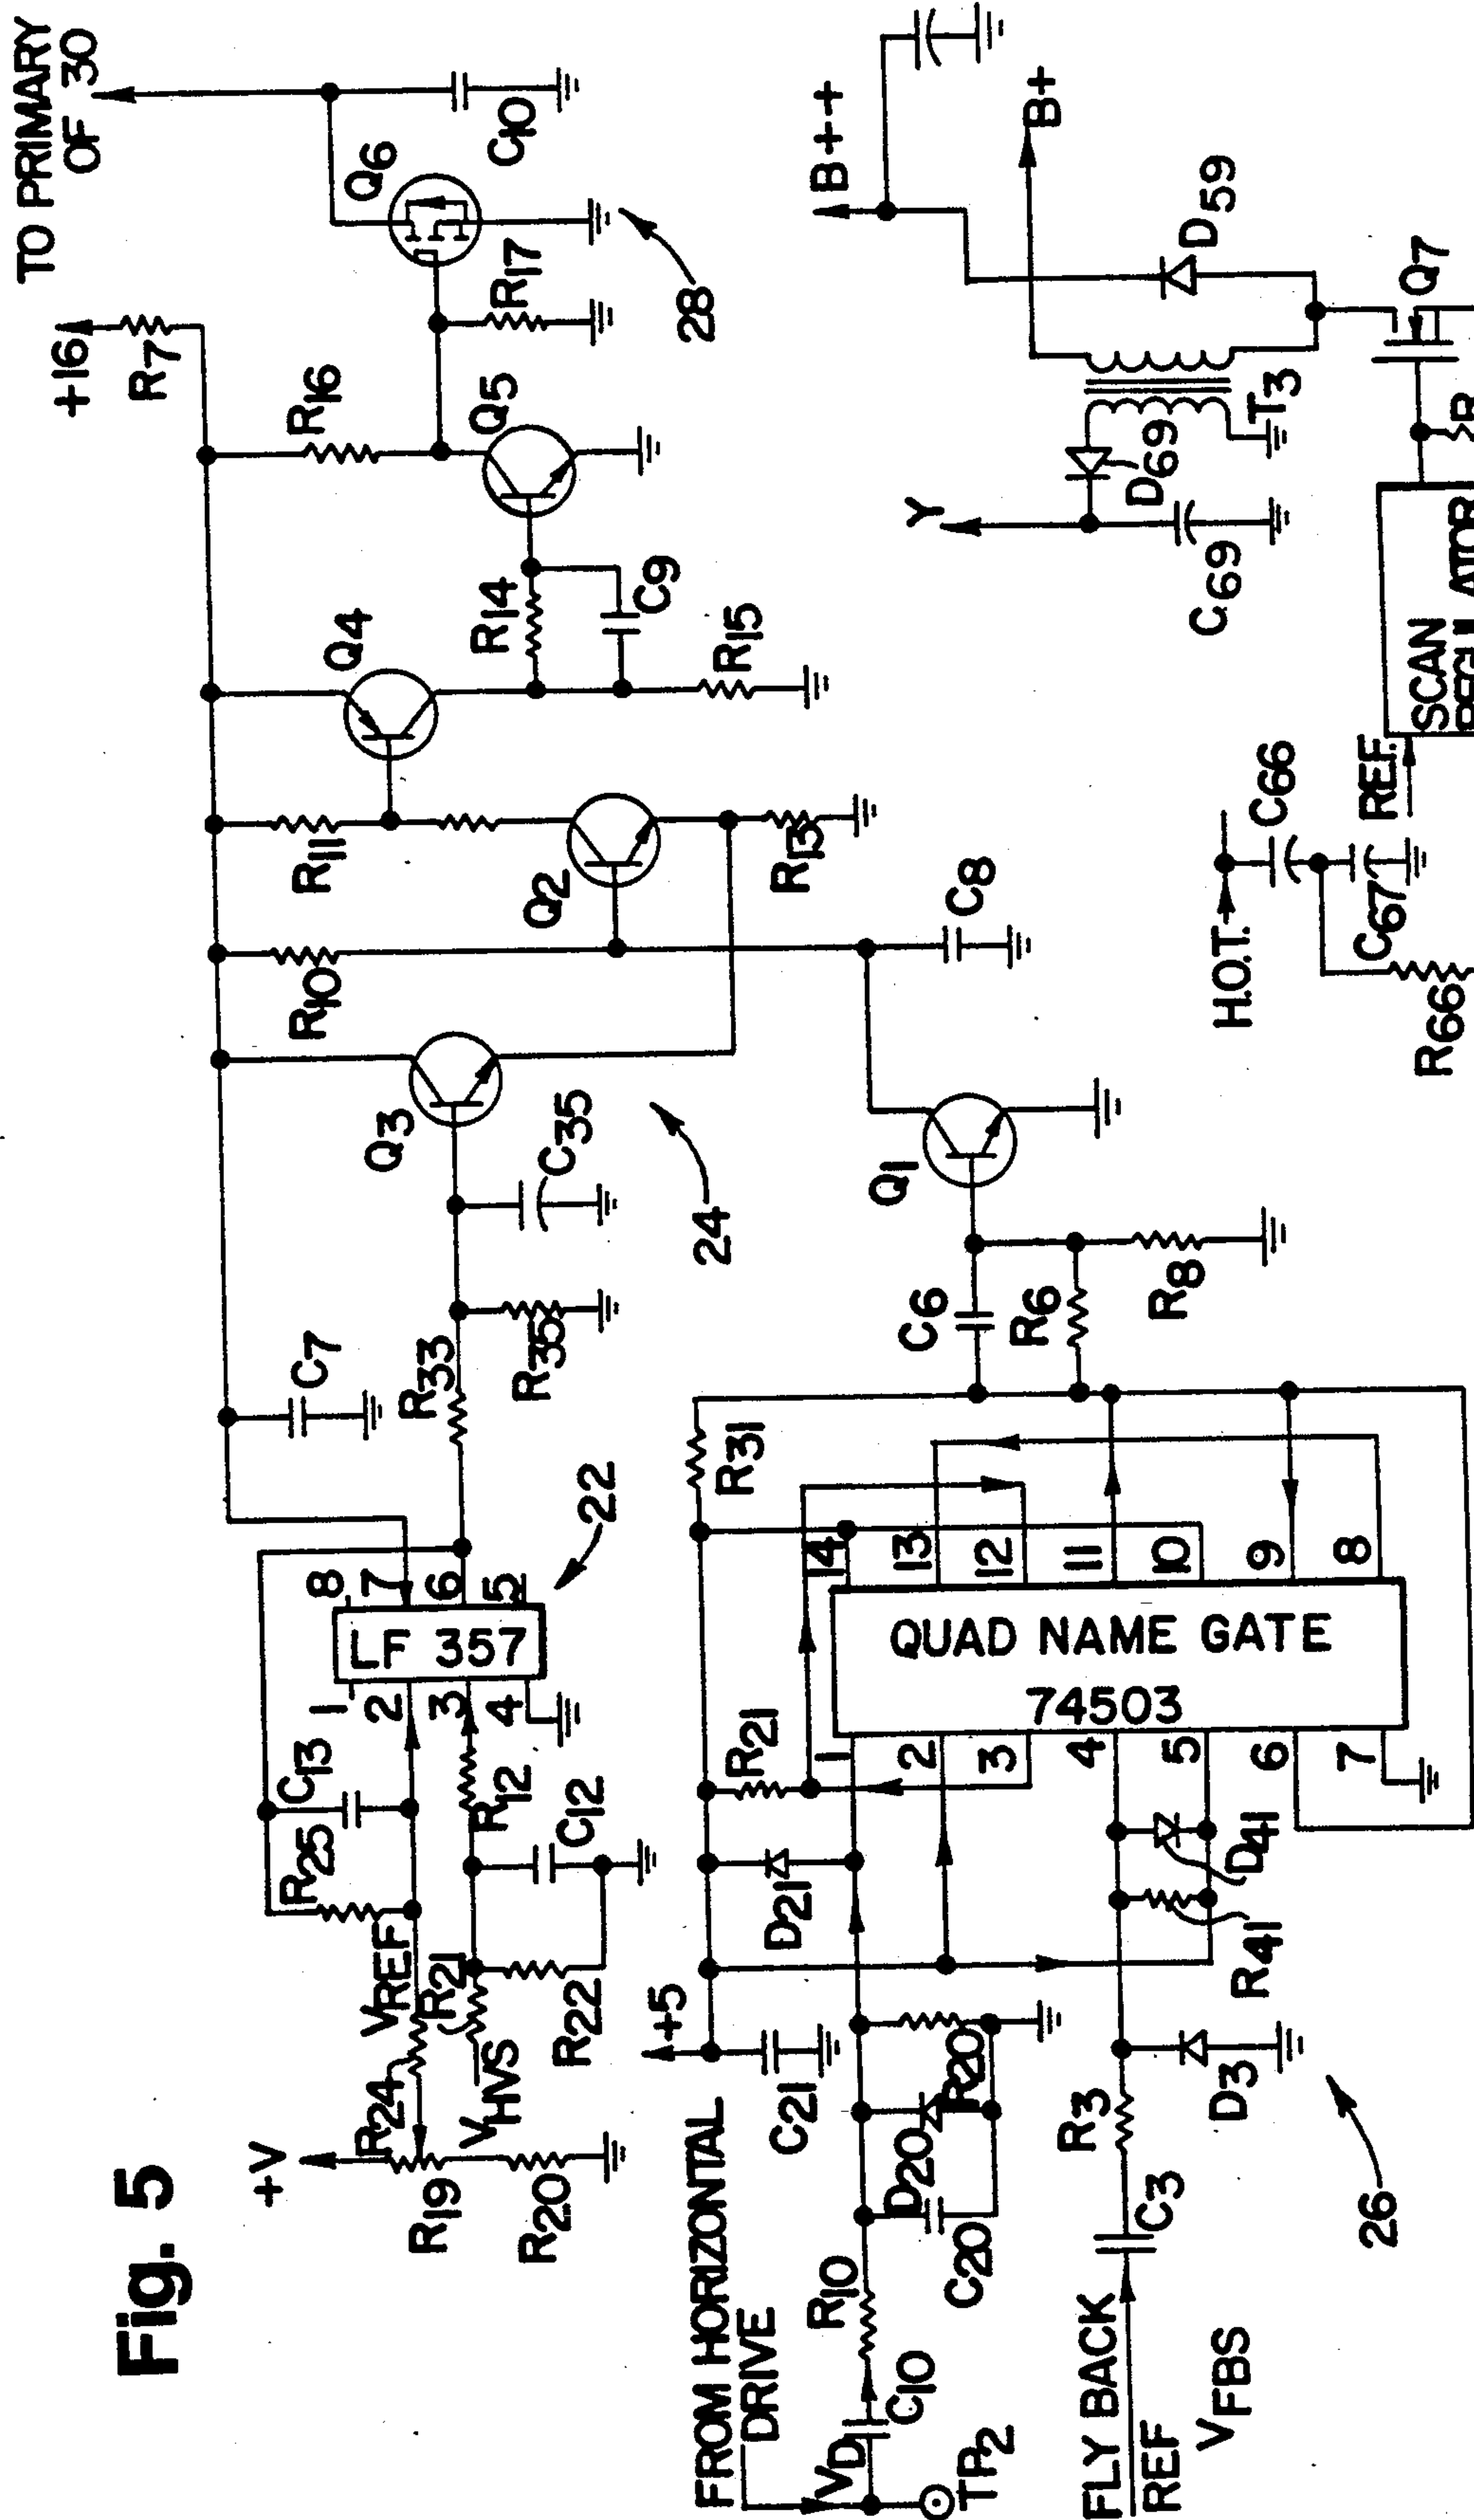 Fig. 5
+V
R19
R20
R24
VREF
R21
VHVS
R22
R25
C13
R12
C12
1
2
3
4
LF 357
8
7
6
5
22
C7
R33
R35
C35
Q3
24
R10
Q2
R11
R13
C8
Q4
R14
C9
R15
Q5
R16
+16
R7
R17
Q6
C10
28
TO PRIMARY
OF 30
FROM HORIZONTAL
DRIVE
VD
TP2
C10
R10
C20
D20
R20
+5
C21
D21
R21
R31
1
2
3
4
5
6
7
QUAD NAME GATE
74503
14
13
12
11
10
9
8
C6
R6
R8
Q1
FLY BACK
REF
VFBS
C3
R3
D3
R41
D41
26
H.O.T.
C66
C67
R66
REF.
SCAN
Y
C69
D69
T3
B++
B+
D59
Q7
R